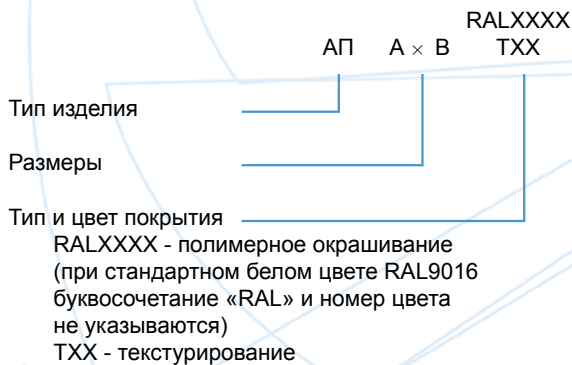 RALXXXX
АП А × В ТХХ
Тип изделия
Размеры
Тип и цвет покрытия
RALXXXX - полимерное окрашивание
(при стандартном белом цвете RAL9016
буквосочетание «RAL» и номер цвета
не указываются)
ТХХ - текстурирование